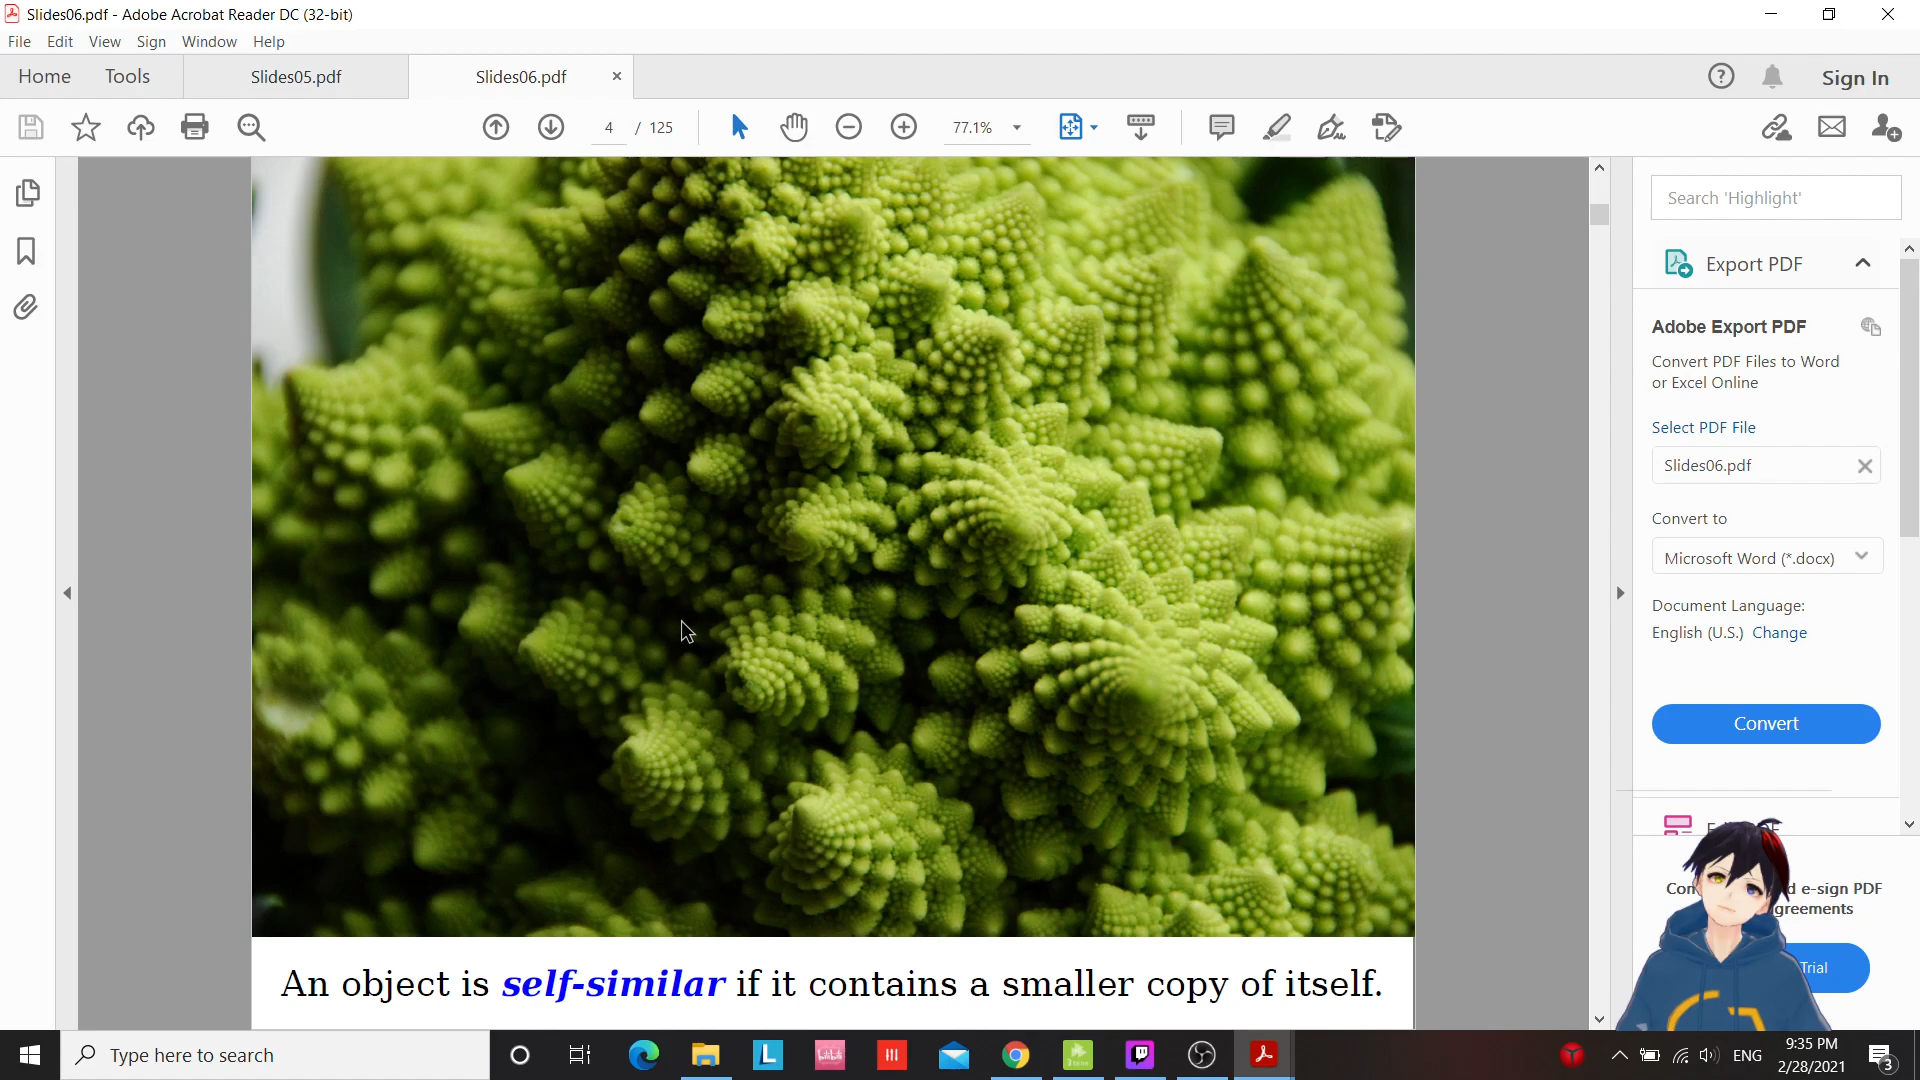 Slides06.pdf - Adobe Acrobat Reader DC (32-bit)
File Edit View Sign Window Help
Home Tools Slides05.pdf Slides06.pdf Sign In
4 / 125 77.1%
Search 'Highlight'
Export PDF
Adobe Export PDF
Convert PDF Files to Word
or Excel Online
Select PDF File
Slides06.pdf
Convert to
Microsoft Word (*.docx)
Document Language:
English (U.S.) Change
Convert
e-sign PDF
Trial
An object is self-similar if it contains a smaller copy of itself.
Type here to search
ENG
9:35 PM
2/28/2021
3